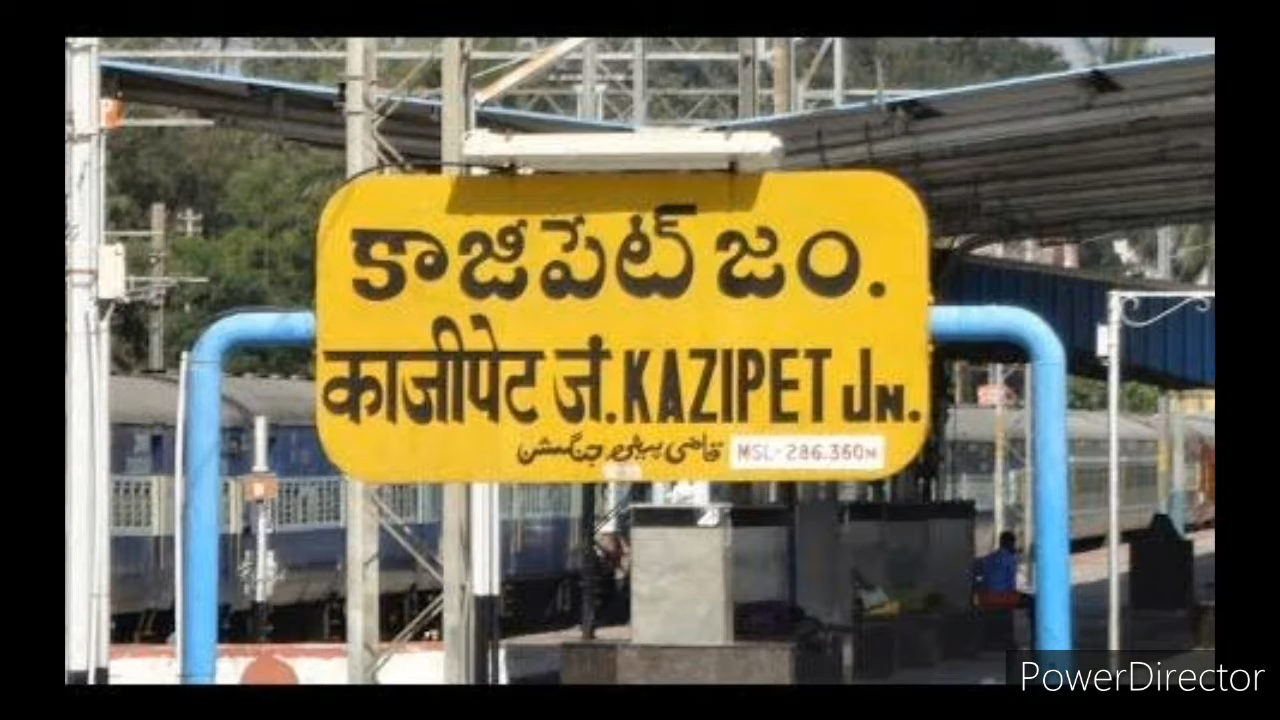 కాజీపేట్ జం.
काजीपेट जं. KAZIPET JN.
قاضی پیٹ جنکشن MSL-286.360M
PowerDirector